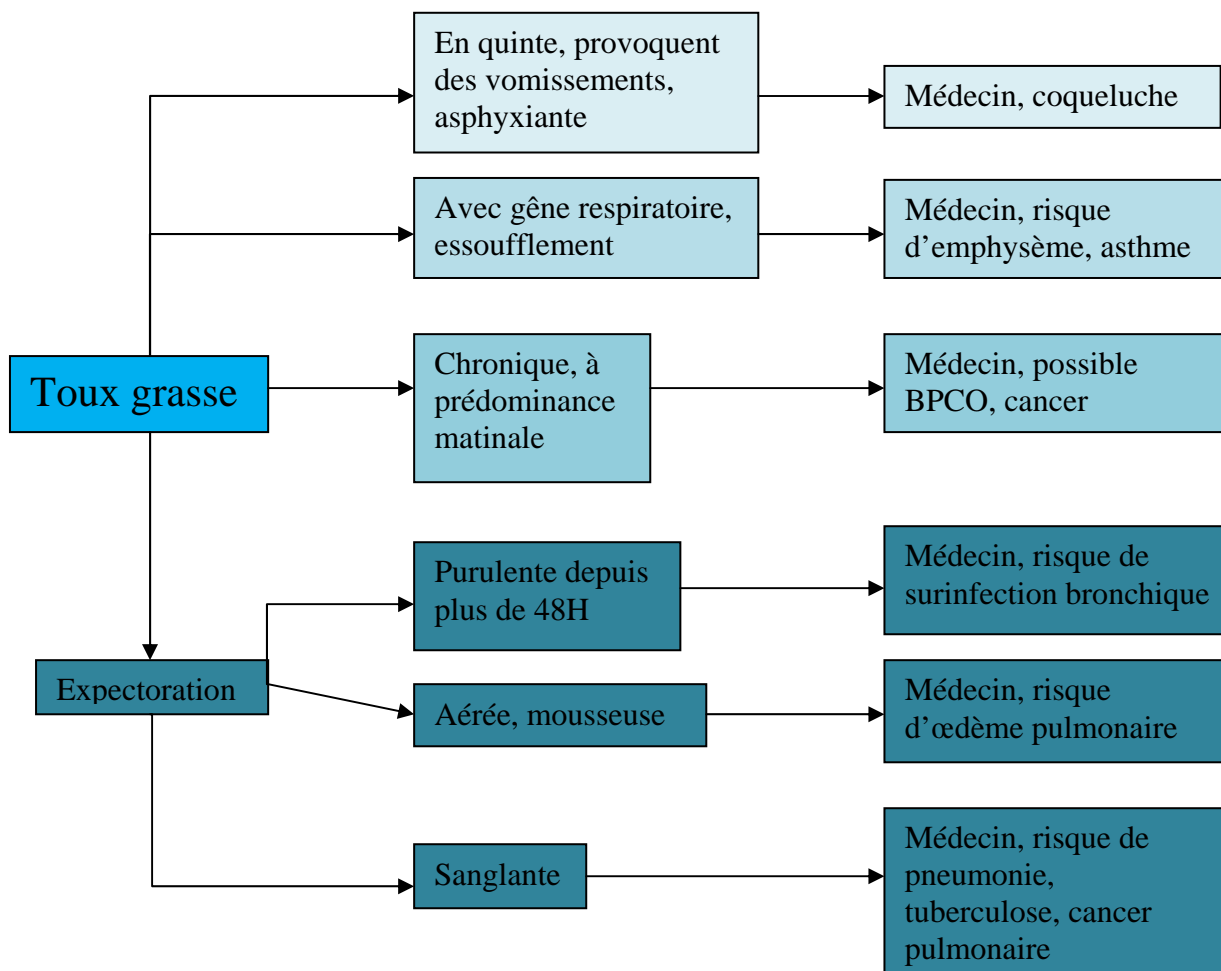 En quinte, provoquent
des vomissements,
asphyxiante
Médecin, coqueluche
Avec gêne respiratoire,
essoufflement
Médecin, risque
d’emphysème, asthme
Toux grasse
Chronique, à
prédominance
matinale
Médecin, possible
BPCO, cancer
Purulente depuis
plus de 48H
Médecin, risque de
surinfection bronchique
Expectoration
Aérée, mousseuse
Médecin, risque
d’œdème pulmonaire
Sanglante
Médecin, risque de
pneumonie,
tuberculose, cancer
pulmonaire